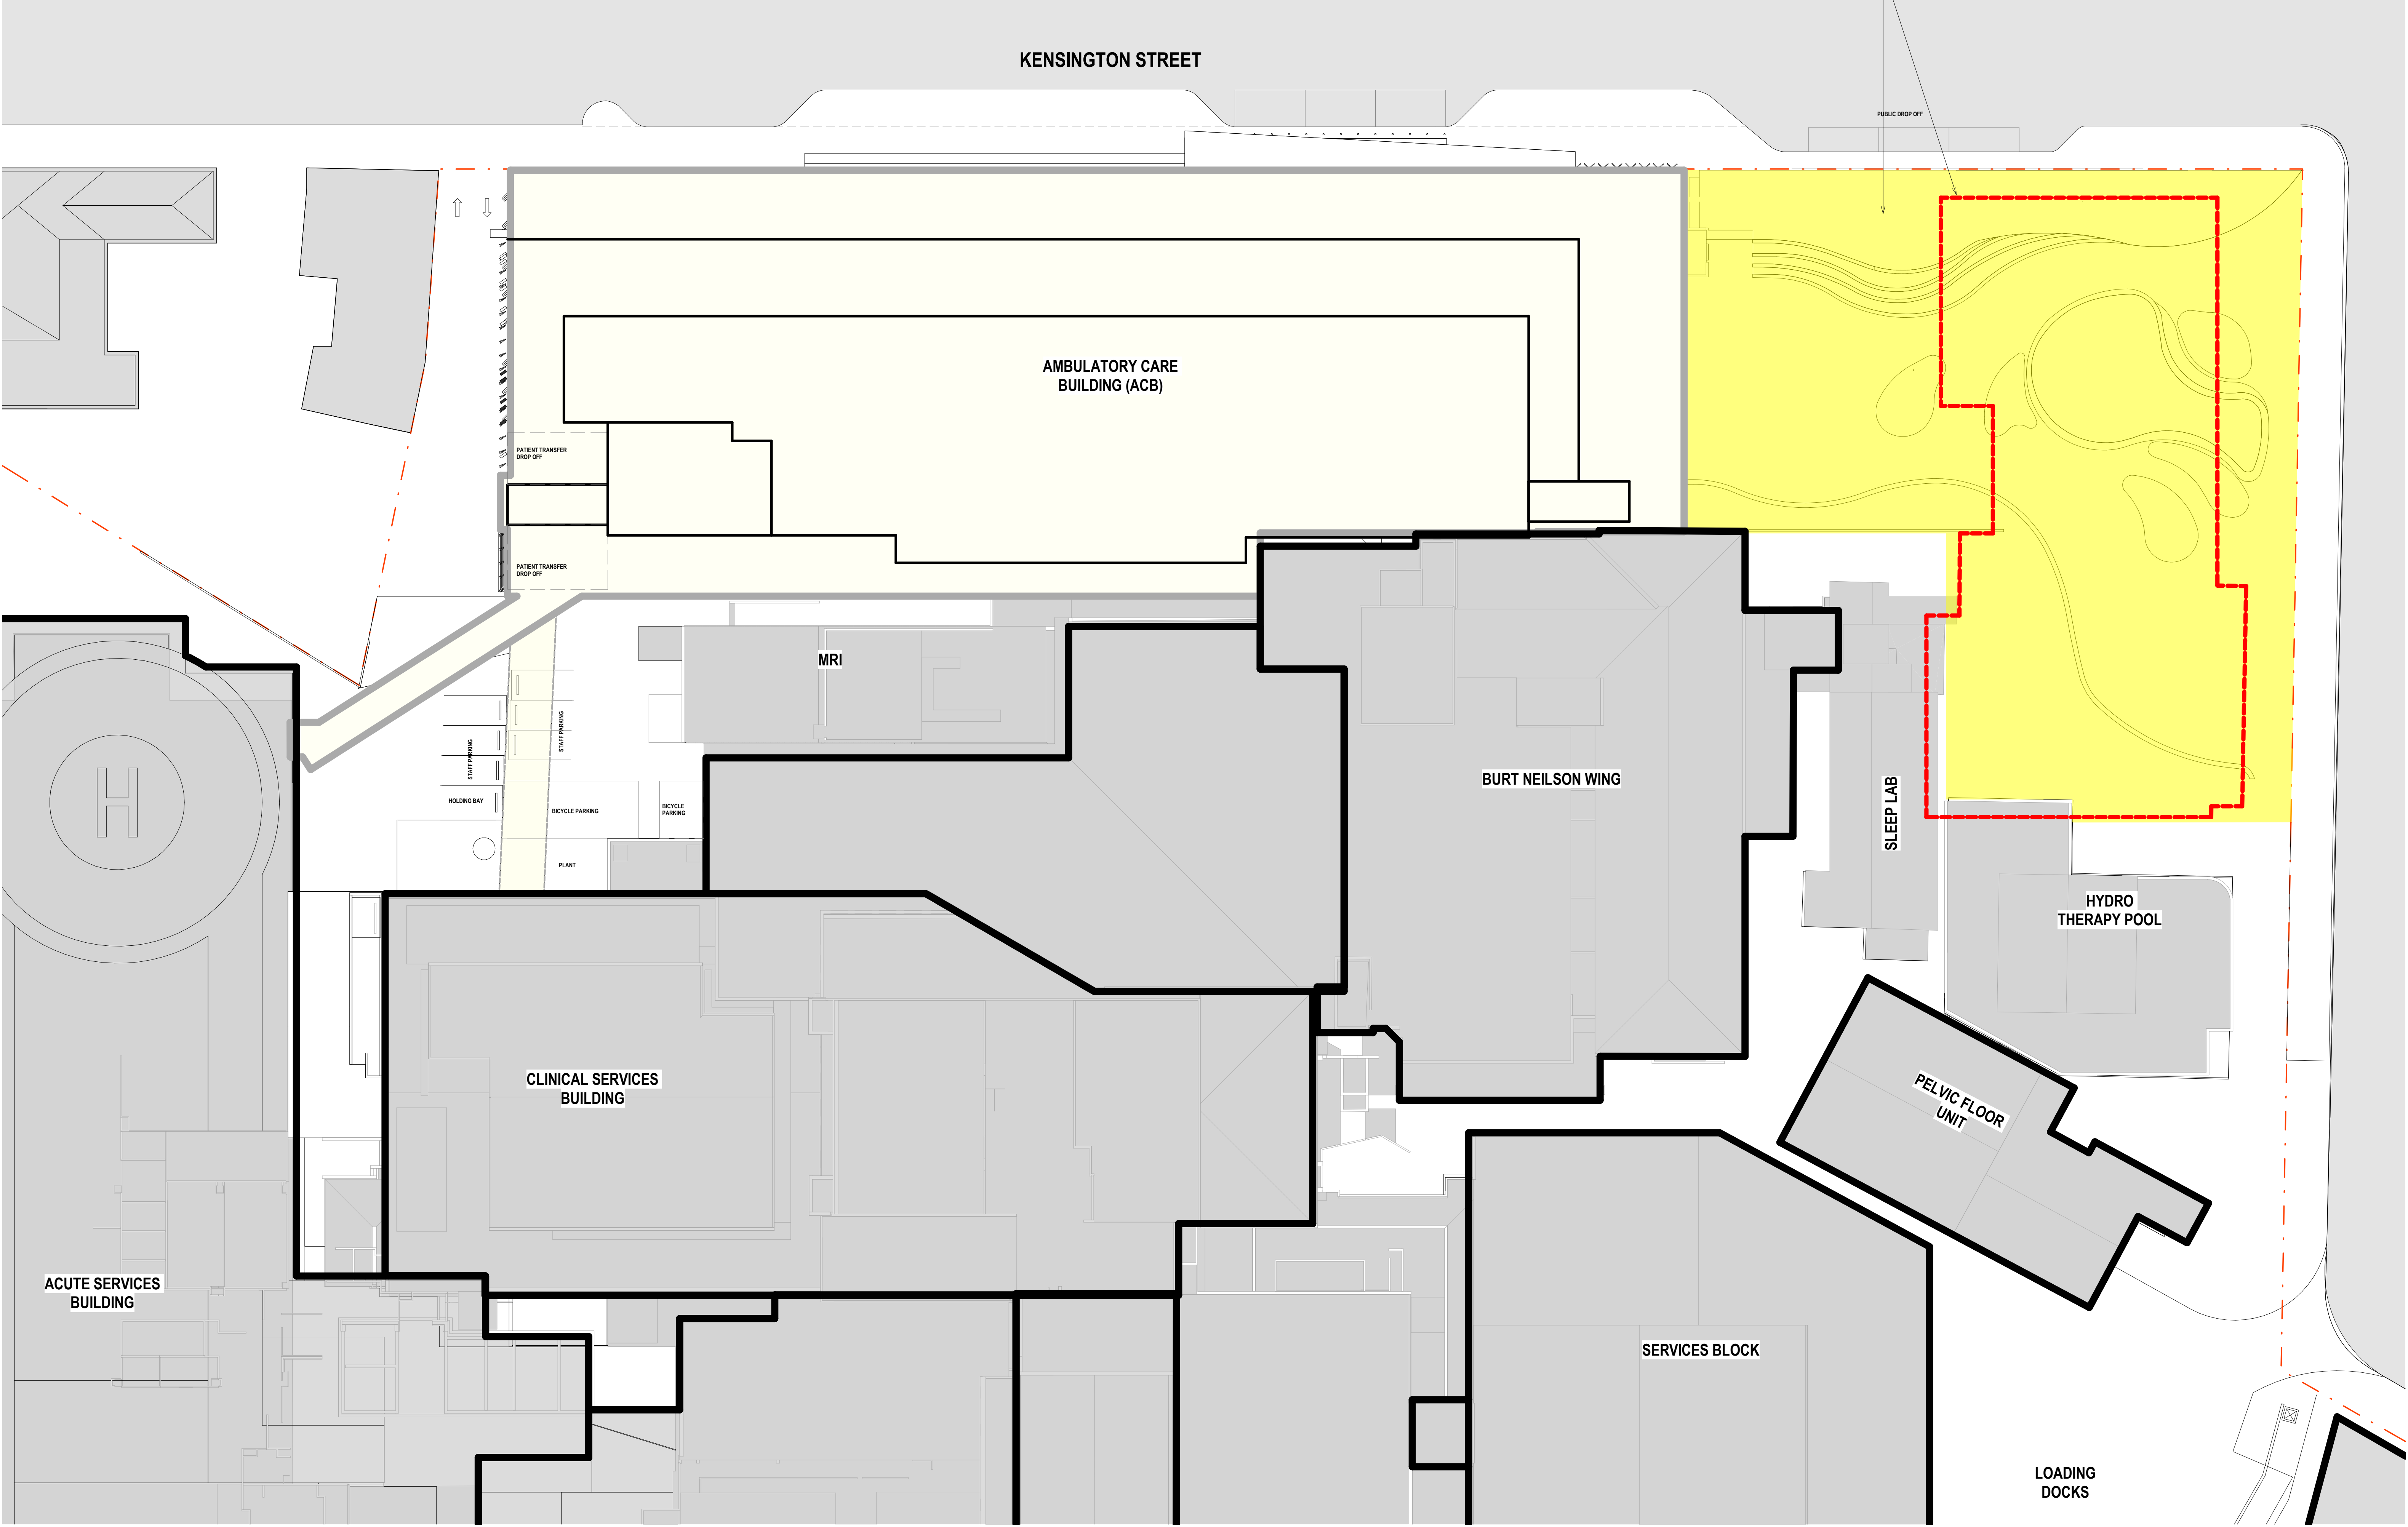 KENSINGTON STREET
PUBLIC DROP OFF
AMBULATORY CARE
BUILDING (ACB)
PATIENT TRANSFER
DROP OFF
PATIENT TRANSFER
DROP OFF
MRI
STAFF PARKING
STAFF PARKING
HOLDING BAY
BICYCLE PARKING
BICYCLE
PARKING
PLANT
H
BURT NEILSON WING
SLEEP LAB
HYDRO
THERAPY POOL
CLINICAL SERVICES
BUILDING
PELVIC FLOOR
UNIT
ACUTE SERVICES
BUILDING
SERVICES BLOCK
LOADING
DOCKS